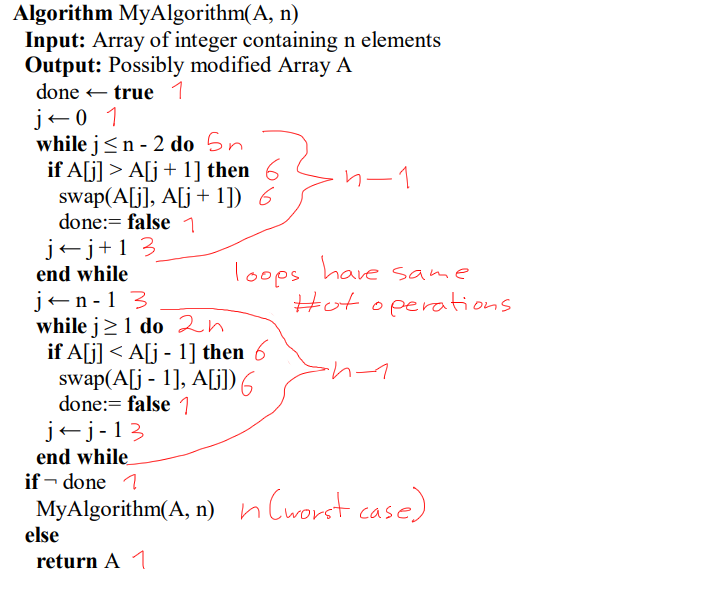 Algorithm MyAlgorithm(A, n)
Input: Array of integer containing n elements
Output: Possibly modified Array A
done ← true 1
j ← 0 1
while j ≤ n - 2 do 5n
if A[j] > A[j + 1] then 6
n-1
swap(A[j], A[j + 1]) 6
done:= false 1
j ← j + 1 3
end while
loops have same
j ← n - 1 3
# of operations
while j ≥ 1 do 2n
if A[j] < A[j - 1] then 6
n-1
swap(A[j - 1], A[j]) 6
done:= false 1
j ← j - 1 3
end while
if ¬ done 1
MyAlgorithm(A, n) n (worst case)
else
return A 1